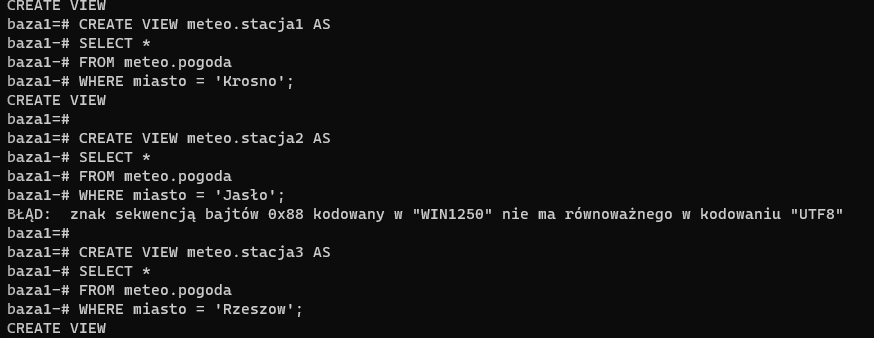 CREATE VIEW
baza1=# CREATE VIEW meteo.stacja1 AS
baza1-# SELECT *
baza1-# FROM meteo.pogoda
baza1-# WHERE miasto = 'Krosno';
CREATE VIEW
baza1=#
baza1=# CREATE VIEW meteo.stacja2 AS
baza1-# SELECT *
baza1-# FROM meteo.pogoda
baza1-# WHERE miasto = 'Jasło';
BŁĄD:  znak sekwencją bajtów 0x88 kodowany w "WIN1250" nie ma równoważnego w kodowaniu "UTF8"
baza1=#
baza1=# CREATE VIEW meteo.stacja3 AS
baza1-# SELECT *
baza1-# FROM meteo.pogoda
baza1-# WHERE miasto = 'Rzeszow';
CREATE VIEW